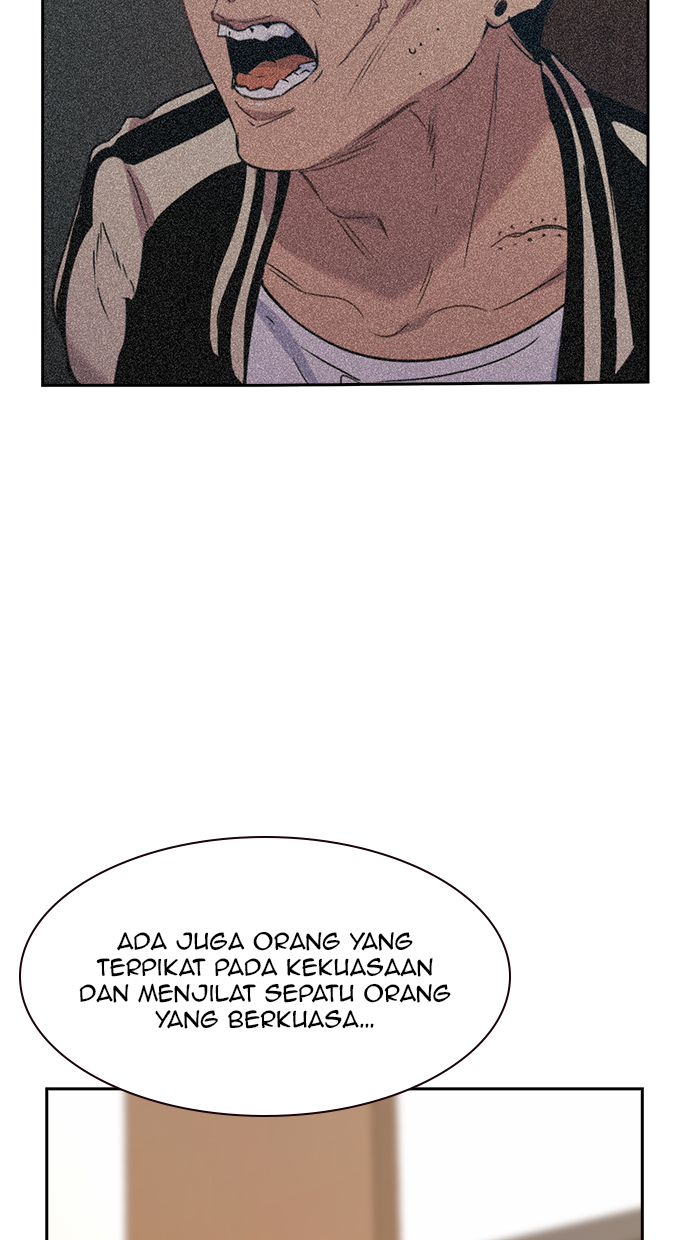 ADA JUGA ORANG YANG
TERPIKAT PADA KEKUASAAN
DAN MENJILAT SEPATU ORANG
YANG BERKUASA...